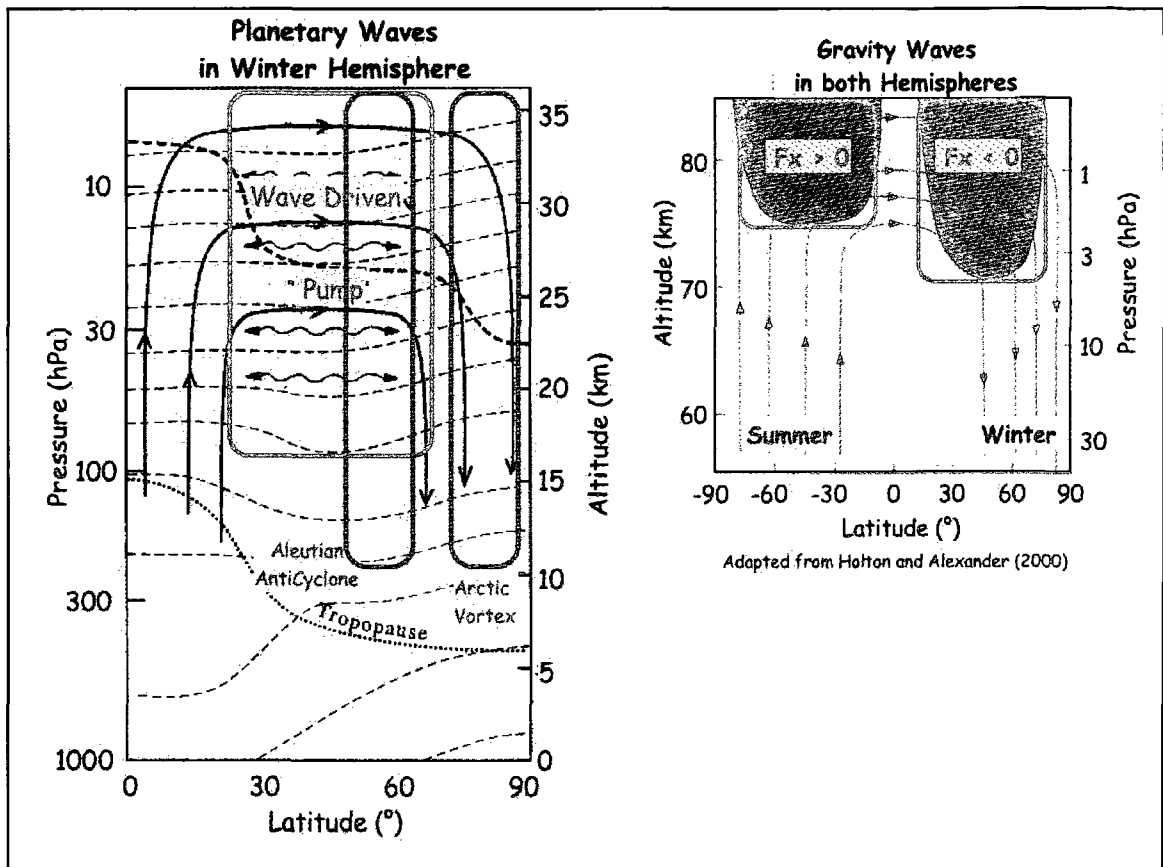 Planetary Waves
in Winter Hemisphere
Pressure (hPa)
10
30
100
300
1000
35
30
25
20
15
10
5
0
Altitude (km)
Wave Driven
"Pump"
Aleutian
AntiCyclone
Arctic
Vortex
Tropopause
0 30 60 90
Latitude (°)
Gravity Waves
in both Hemispheres
Altitude (km)
80
70
60
Fx > 0
Fx < 0
1
3
10
30
Pressure (hPa)
Summer
Winter
-90 -60 -30 0 30 60 90
Latitude (°)
Adapted from Holton and Alexander (2000)